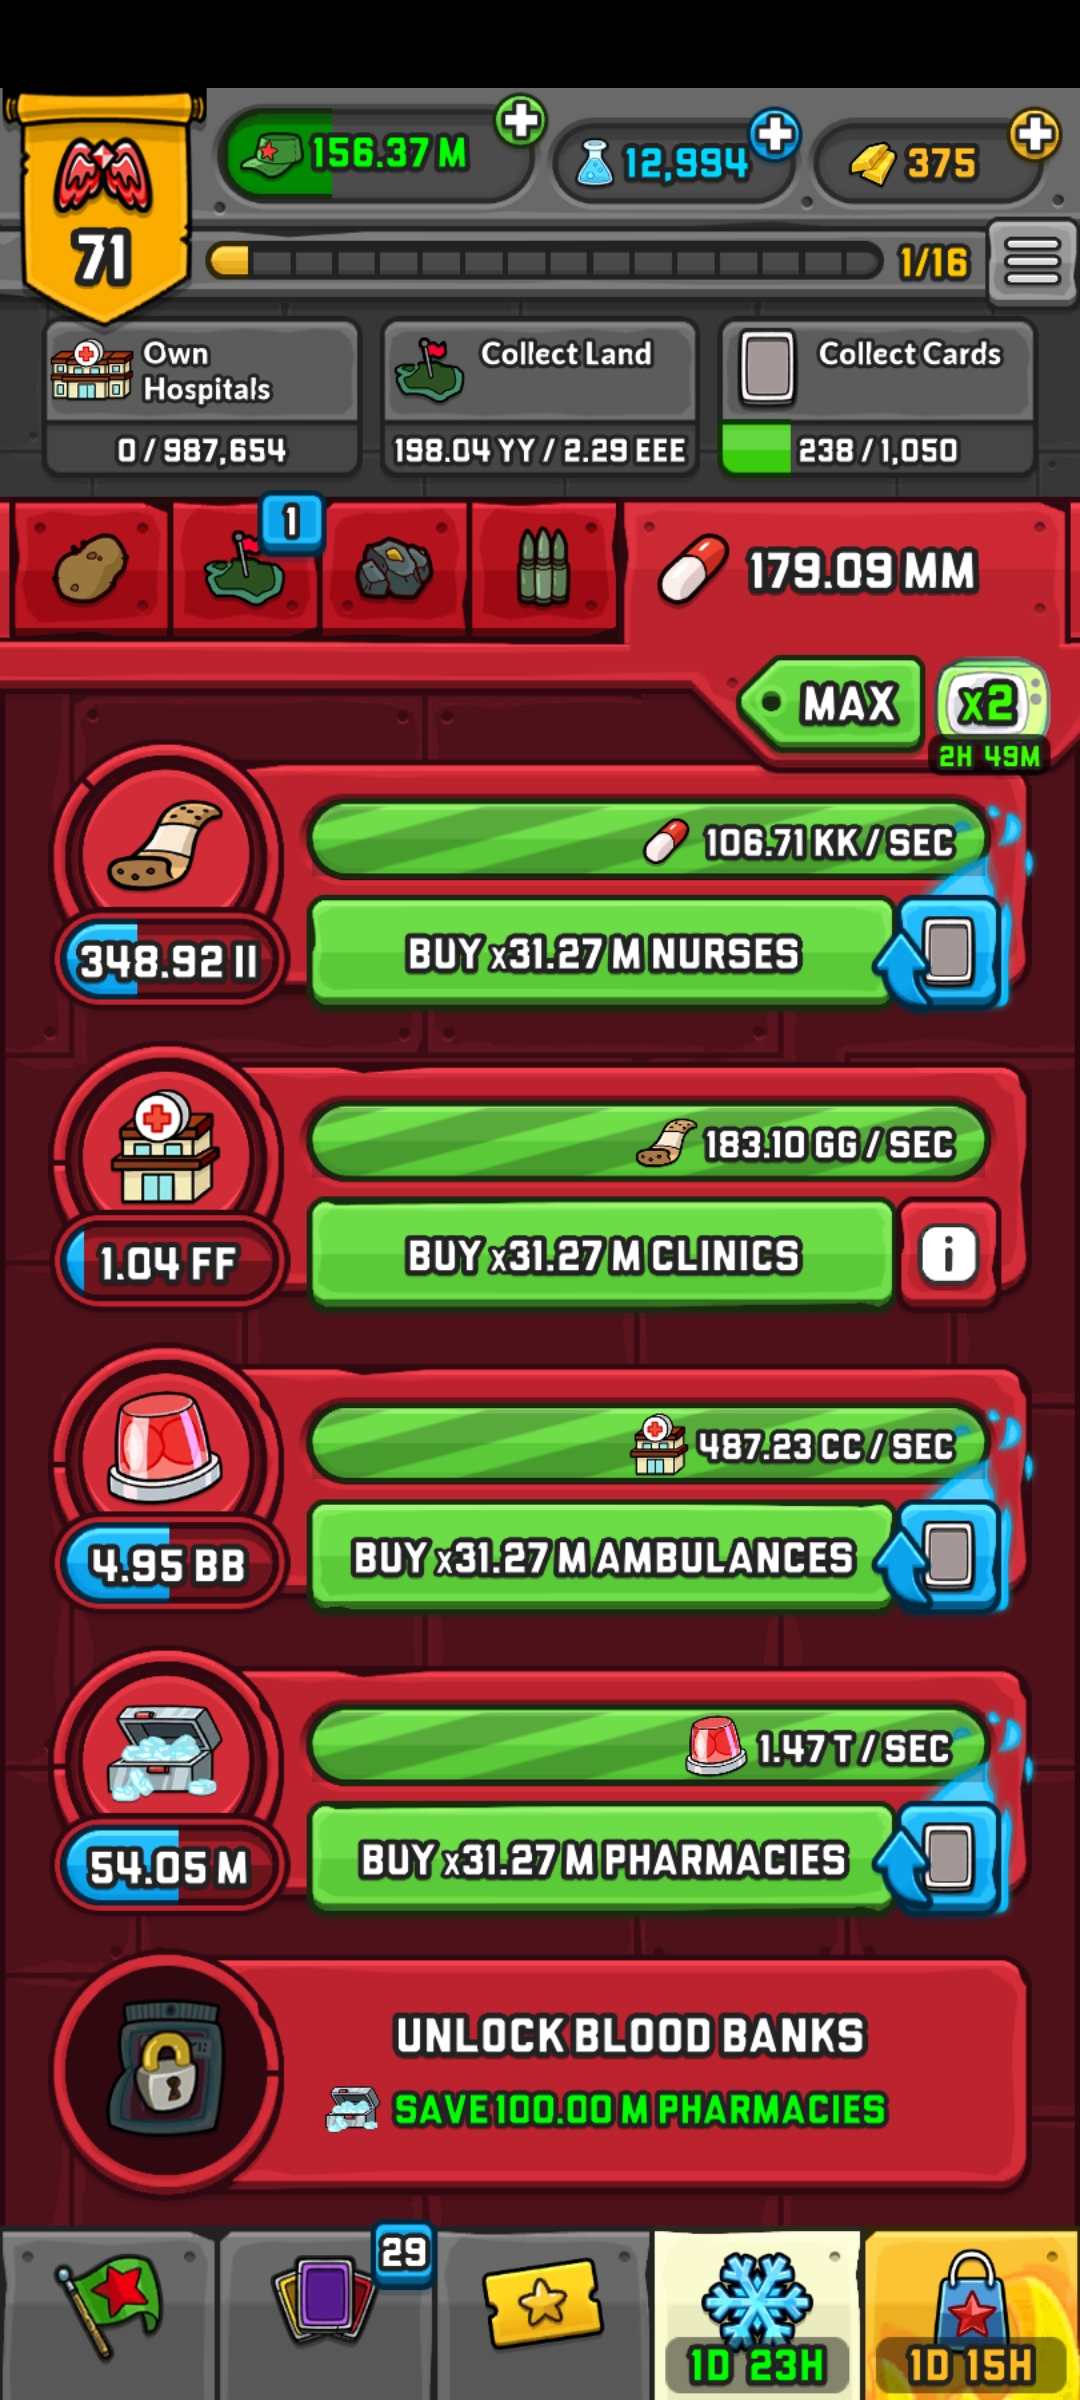 156.37 M
12,994
375
71
1/16
Own
Hospitals
Collect Land
Collect Cards
0 / 987,654
198.04 YY / 2.29 EEE
238 / 1,050
1
179.09 MM
MAX
x2
2H 49M
106.71 KK / SEC
348.92 II
BUY x31.27 M NURSES
183.10 GG / SEC
1.04 FF
BUY x31.27 M CLINICS
i
487.23 CC / SEC
4.95 BB
BUY x31.27 M AMBULANCES
1.47 T / SEC
54.05 M
BUY x31.27 M PHARMACIES
UNLOCK BLOOD BANKS
SAVE 100.00 M PHARMACIES
29
1D 23H
1D 15H